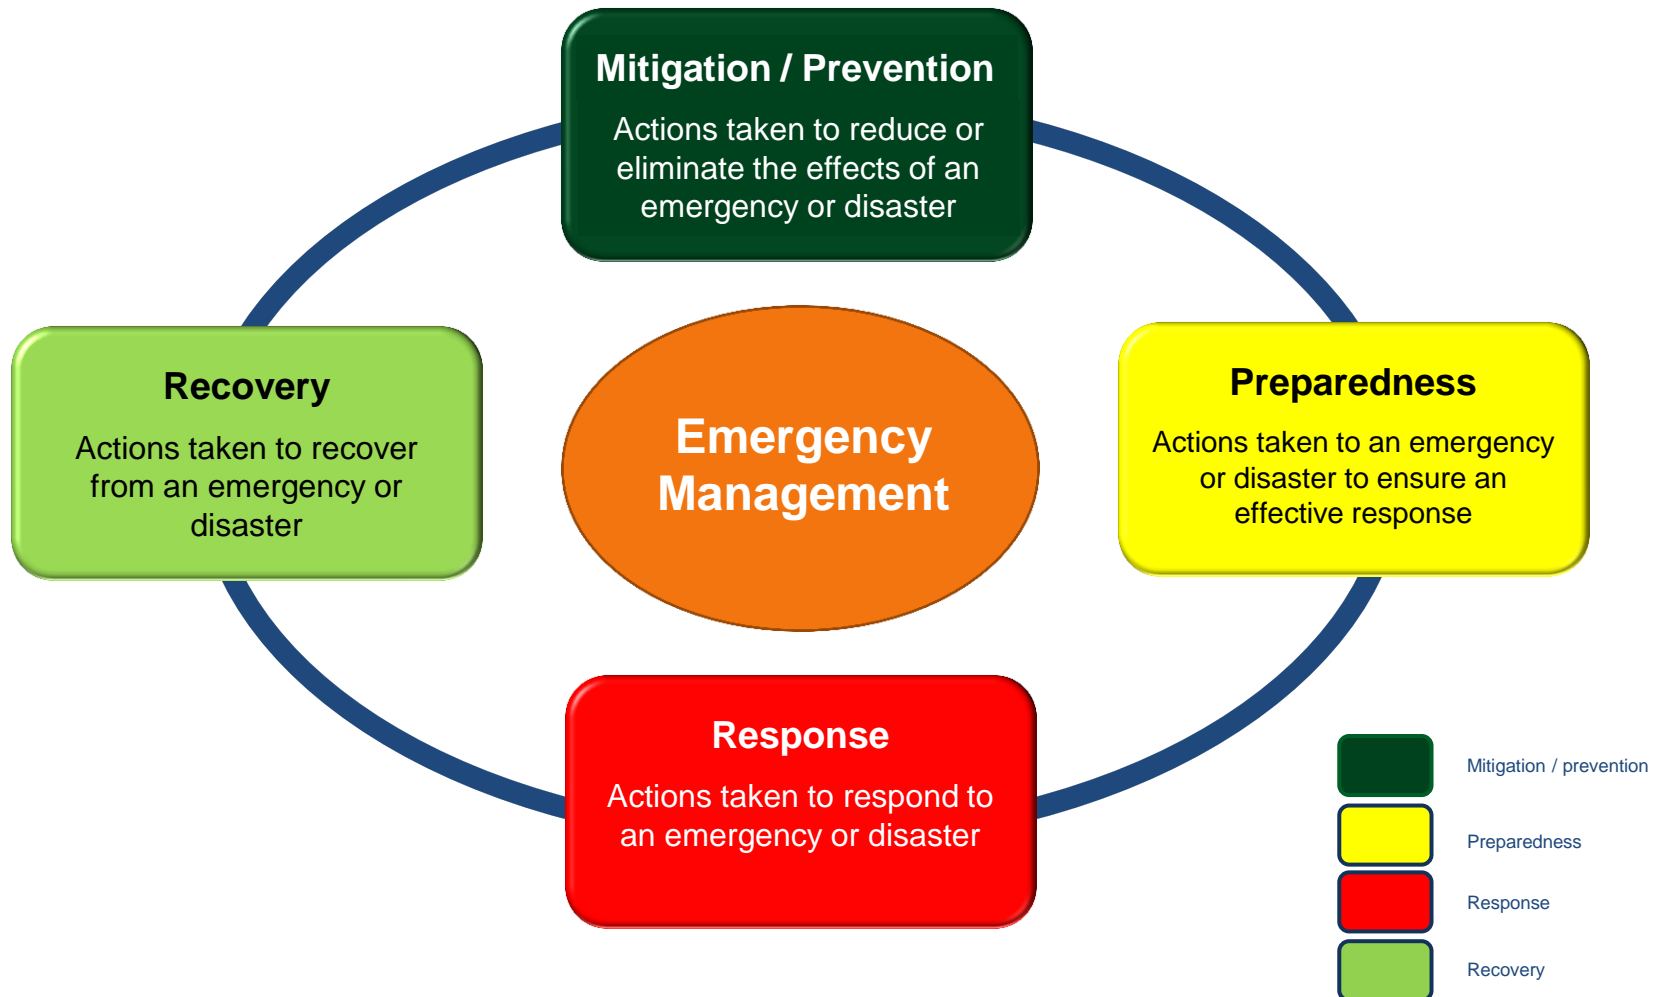 Mitigation / Prevention
Actions taken to reduce or
eliminate the effects of an
emergency or disaster
Recovery
Actions taken to recover
from an emergency or
disaster
Emergency
Management
Preparedness
Actions taken to an emergency
or disaster to ensure an
effective response
Response
Actions taken to respond to
an emergency or disaster
Mitigation / prevention
Preparedness
Response
Recovery